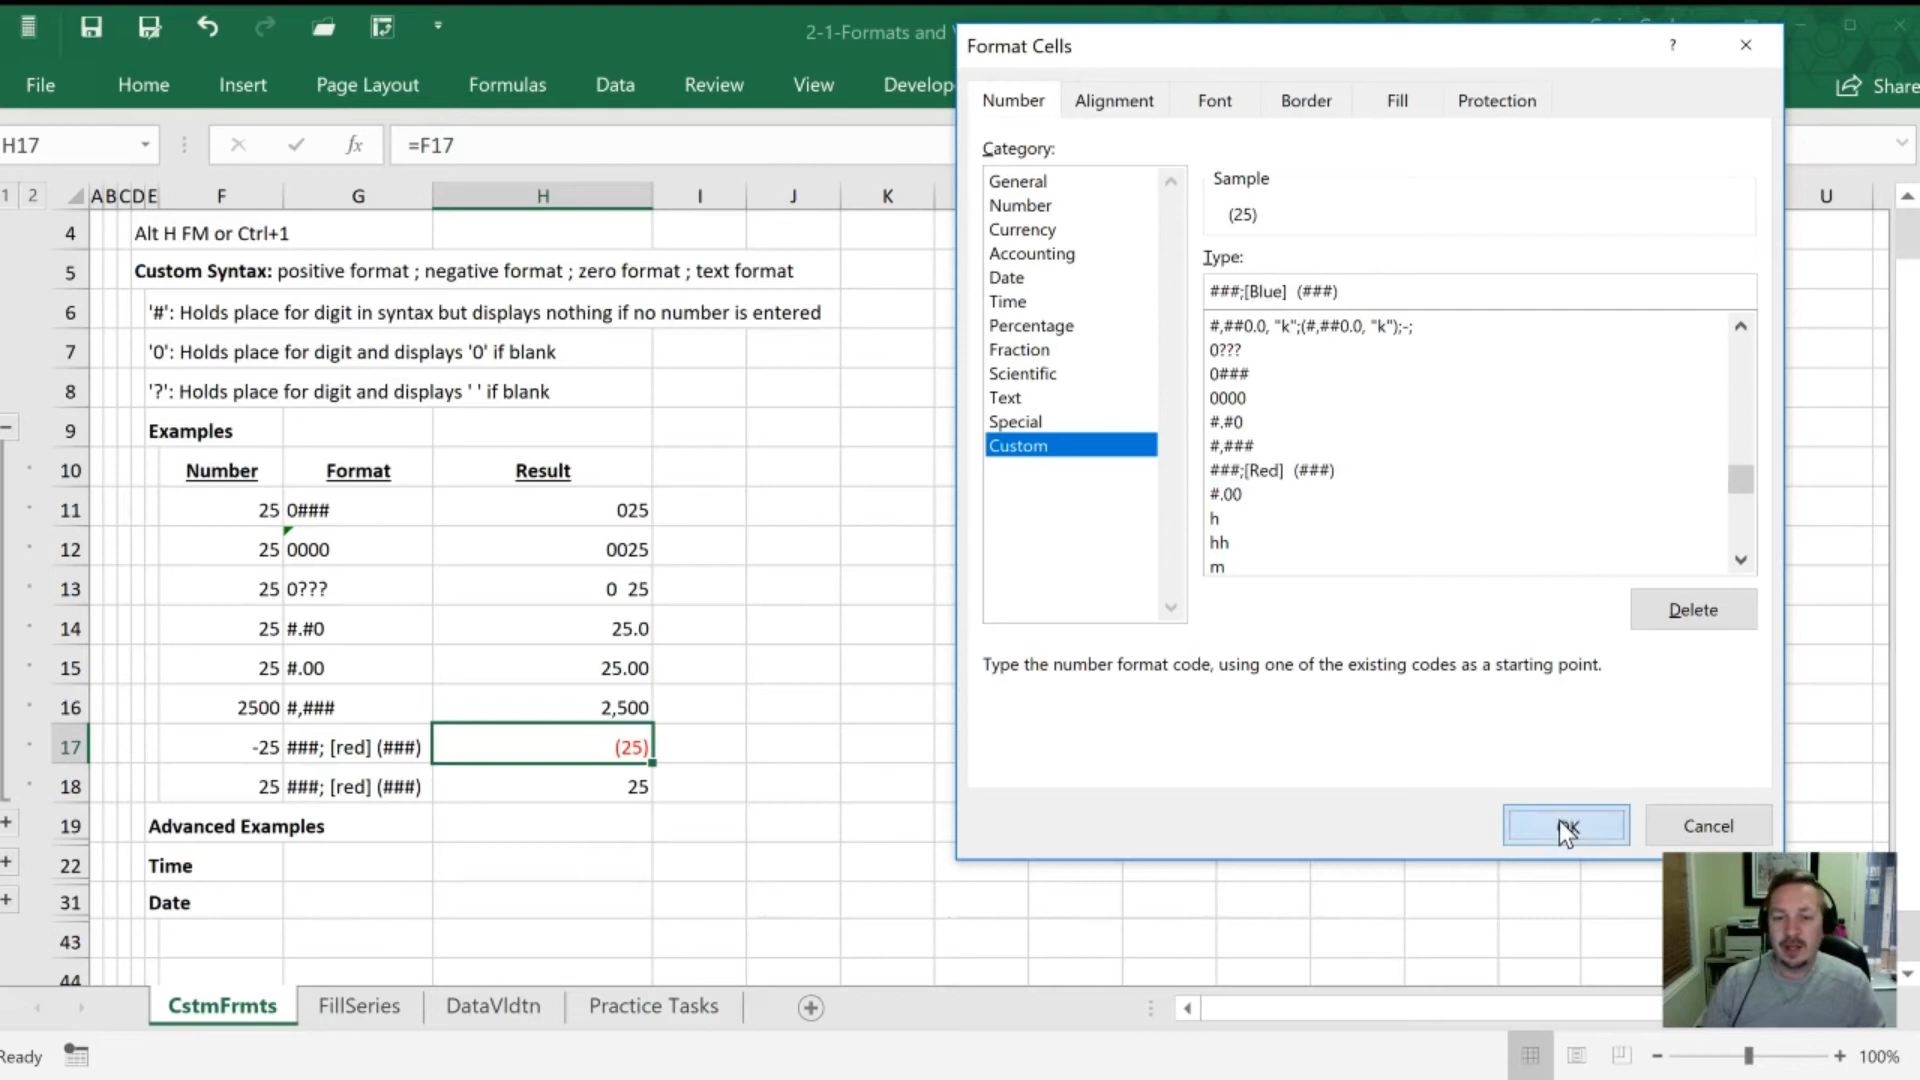 2-1-Formats and
File Home Insert Page Layout Formulas Data Review View Develop
Share
H17 fx =F17
1 2 A B C D E F G H I J K U
4 Alt H FM or Ctrl+1
5 Custom Syntax: positive format ; negative format ; zero format ; text format
6 '#': Holds place for digit in syntax but displays nothing if no number is entered
7 '0': Holds place for digit and displays '0' if blank
8 '?': Holds place for digit and displays ' ' if blank
9 Examples
10 Number Format Result
11 25 0### 025
12 25 0000 0025
13 25 0??? 0 25
14 25 #.#0 25.0
15 25 #.00 25.00
16 2500 #,### 2,500
17 -25 ###; [red] (###) (25)
18 25 ###; [red] (###) 25
19 Advanced Examples
22 Time
31 Date
43
44
Format Cells
Number Alignment Font Border Fill Protection
Category:
General
Number
Currency
Accounting
Date
Time
Percentage
Fraction
Scientific
Text
Special
Custom
Sample
(25)
Type:
###;[Blue] (###)
#,##0.0, "k";(#,##0.0, "k");-;
0???
0###
0000
#.#0
#,###
###;[Red] (###)
#.00
h
hh
m
Delete
Type the number format code, using one of the existing codes as a starting point.
OK Cancel
CstmFrmts FillSeries DataVldtn Practice Tasks
Ready 100%